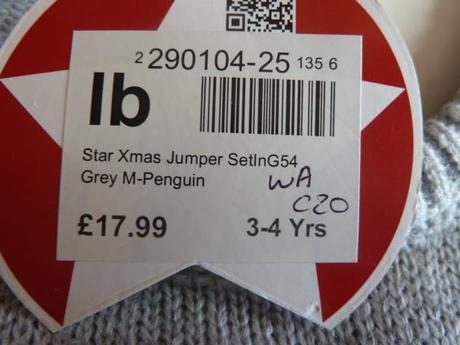 2 290104-25 135 6
lb
Star Xmas Jumper SetInG54
Grey M-Penguin
WA
C20
£17.99
3-4 Yrs